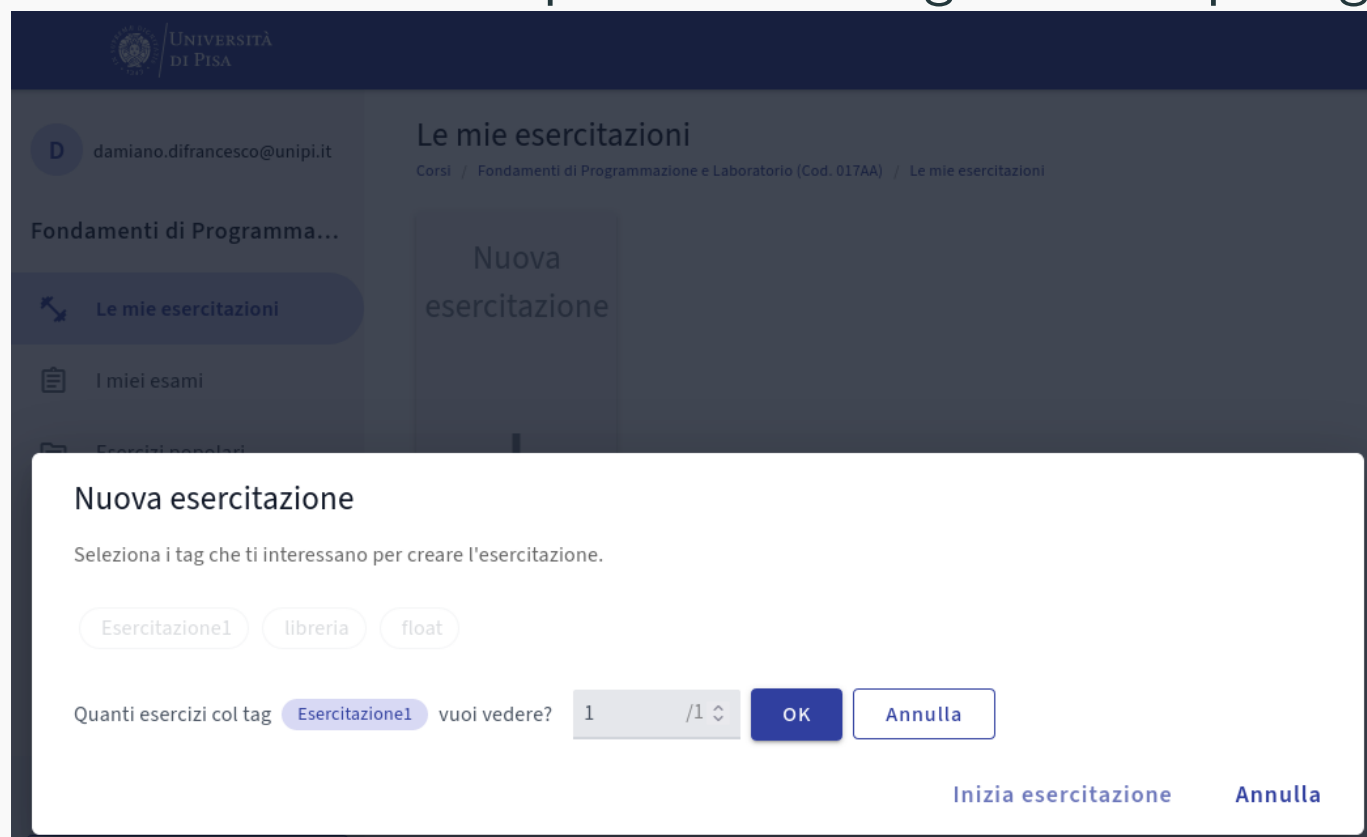 UNIVERSITÀ
DI PISA
D damiano.difrancesco@unipi.it
Fondamenti di Programma...
Le mie esercitazioni
I miei esami
Esercizi popolari
Le mie esercitazioni
Corsi / Fondamenti di Programmazione e Laboratorio (Cod. 017AA) / Le mie esercitazioni
Nuova
esercitazione
Nuova esercitazione
Seleziona i tag che ti interessano per creare l'esercitazione.
Esercitazione1 libreria float
Quanti esercizi col tag Esercitazione1 vuoi vedere? 1 /1 OK Annulla
Inizia esercitazione Annulla